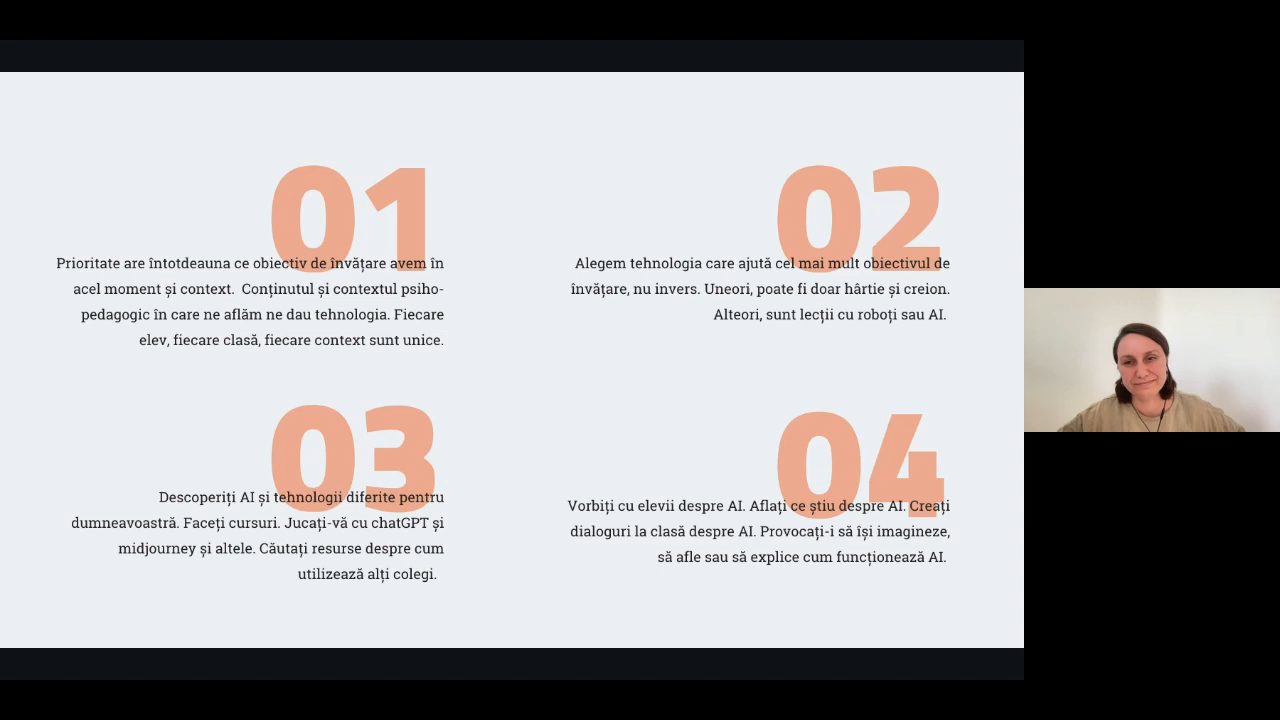 01
Prioritate are întotdeauna ce obiectiv de învățare avem în
acel moment și context.  Conținutul și contextul psiho-
pedagogic în care ne aflăm ne dau tehnologia. Fiecare
elev, fiecare clasă, fiecare context sunt unice.
02
Alegem tehnologia care ajută cel mai mult obiectivul de
învățare, nu invers. Uneori, poate fi doar hârtie și creion.
Alteori, sunt lecții cu roboți sau AI.
03
Descoperiți AI și tehnologii diferite pentru
dumneavoastră. Faceți cursuri. Jucați-vă cu chatGPT și
midjourney și altele. Căutați resurse despre cum
utilizează alți colegi.
04
Vorbiți cu elevii despre AI. Aflați ce știu despre AI. Creați
dialoguri la clasă despre AI. Provocați-i să își imagineze,
să afle sau să explice cum funcționează AI.